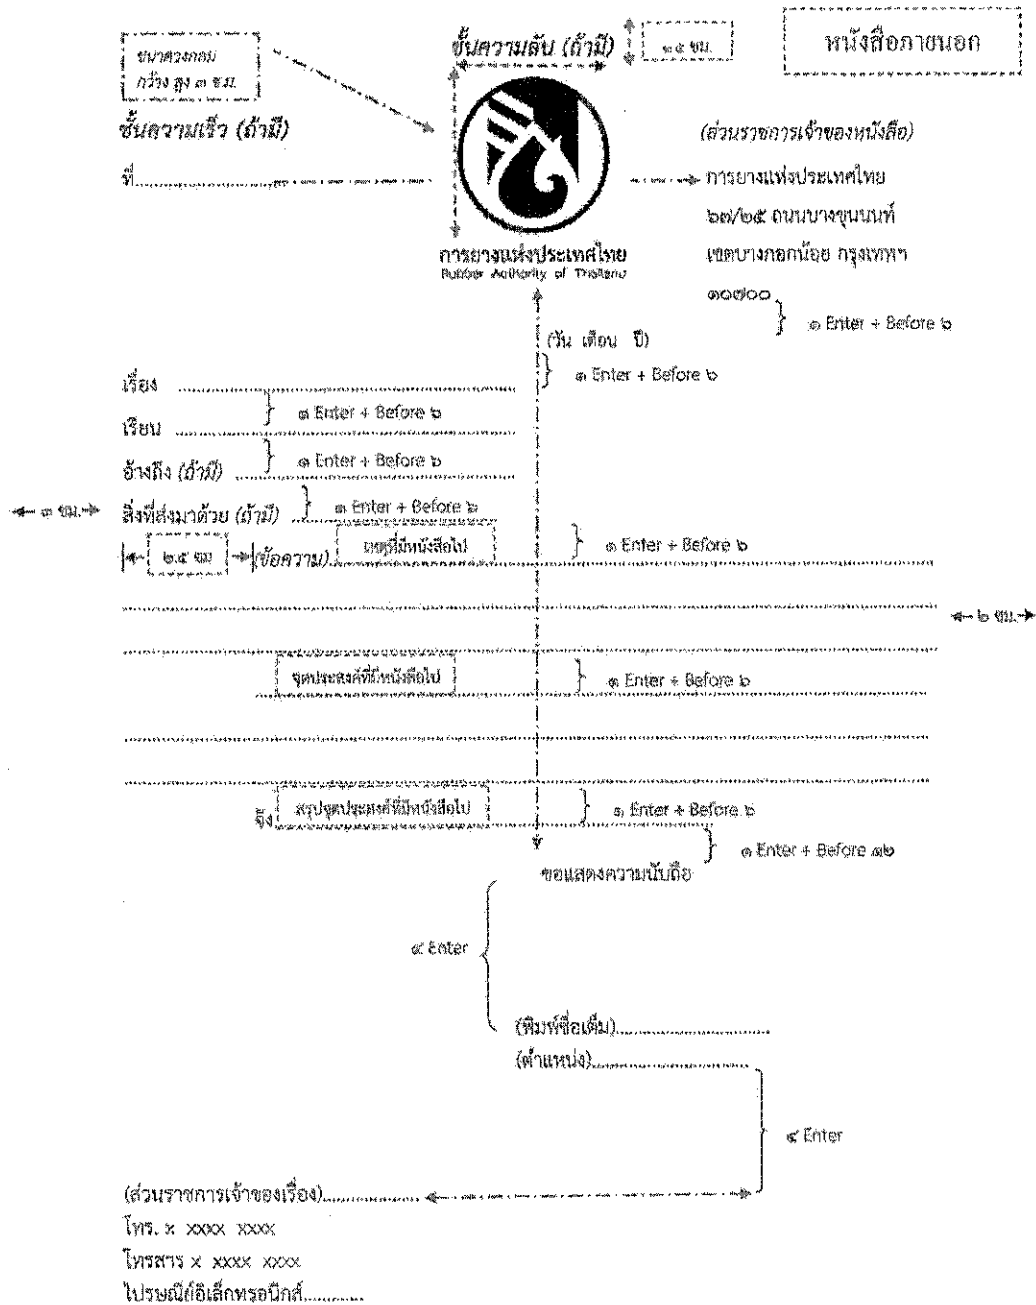 หนังสือภายนอก
ชั้นความลับ (ถ้ามี)
๒.๕ ซม.
ขนาดวงกลม
กว้าง สูง ๓ ซ.ม.
ชั้นความเร็ว (ถ้ามี)
(ส่วนราชการเจ้าของหนังสือ)
ที่
การยางแห่งประเทศไทย
๖๗/๒๕ ถนนบางขุนนนท์
เขตบางกอกน้อย กรุงเทพฯ
๑๐๗๐๐
การยางแห่งประเทศไทย
Rubber Authority of Thailand
๑ Enter + Before ๖
(วัน เดือน ปี)
๑ Enter + Before ๖
เรื่อง
๑ Enter + Before ๖
เรียน
๑ Enter + Before ๖
อ้างถึง (ถ้ามี)
๓ ซม.
สิ่งที่ส่งมาด้วย (ถ้ามี)
๑ Enter + Before ๖
๒.๕ ซม
(ข้อความ)
เหตุที่มีหนังสือไป
๑ Enter + Before ๖
๒ ซม.
จุดประสงค์ที่มีหนังสือไป
๑ Enter + Before ๖
จึง
สรุปจุดประสงค์ที่มีหนังสือไป
๑ Enter + Before ๖
๑ Enter + Before ๑๒
ขอแสดงความนับถือ
๔ Enter
(พิมพ์ชื่อเต็ม)
(ตำแหน่ง)
๔ Enter
(ส่วนราชการเจ้าของเรื่อง)
โทร. x xxxx xxxx
โทรสาร x xxxx xxxx
ไปรษณีย์อิเล็กทรอนิกส์